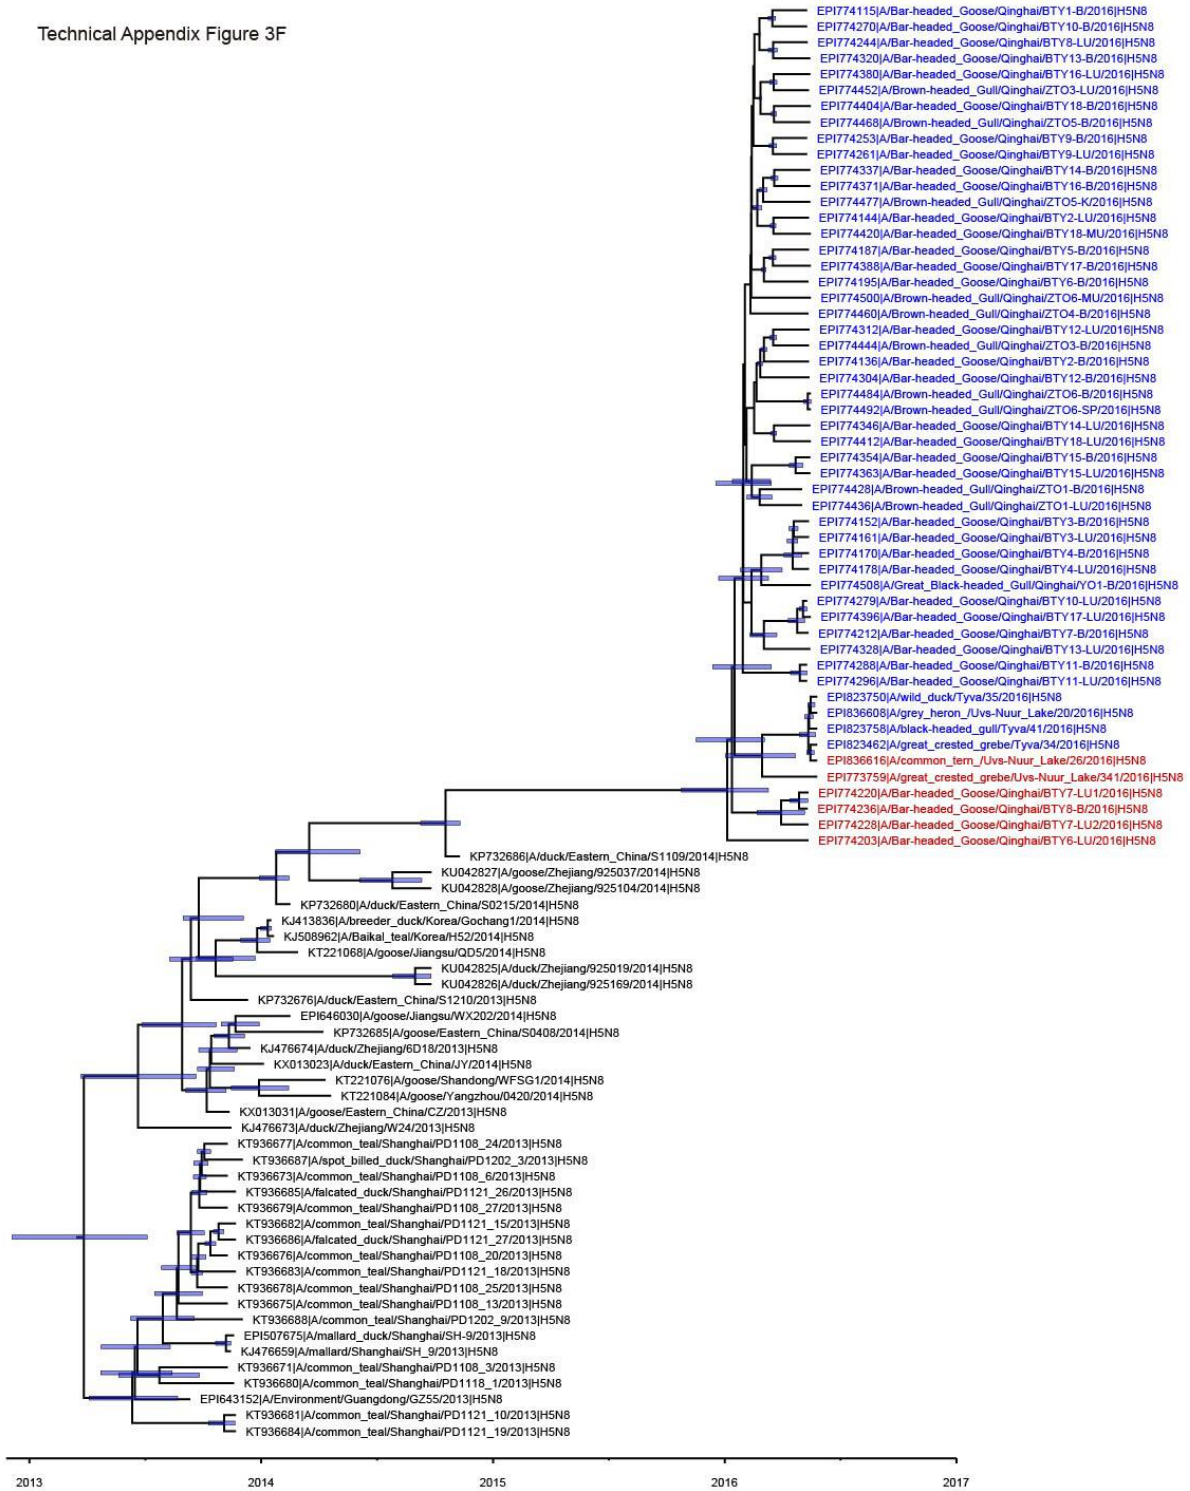 Technical Appendix Figure 3F
EPI774115|A/Bar-headed_Goose/Qinghai/BTY1-B/2016|H5N8
EPI774270|A/Bar-headed_Goose/Qinghai/BTY10-B/2016|H5N8
EPI774244|A/Bar-headed_Goose/Qinghai/BTY8-LU/2016|H5N8
EPI774320|A/Bar-headed_Goose/Qinghai/BTY13-B/2016|H5N8
EPI774380|A/Bar-headed_Goose/Qinghai/BTY16-LU/2016|H5N8
EPI774452|A/Brown-headed_Gull/Qinghai/ZTO3-LU/2016|H5N8
EPI774404|A/Bar-headed_Goose/Qinghai/BTY18-B/2016|H5N8
EPI774468|A/Brown-headed_Gull/Qinghai/ZTO5-B/2016|H5N8
EPI774253|A/Bar-headed_Goose/Qinghai/BTY9-B/2016|H5N8
EPI774261|A/Bar-headed_Goose/Qinghai/BTY9-LU/2016|H5N8
EPI774337|A/Bar-headed_Goose/Qinghai/BTY14-B/2016|H5N8
EPI774371|A/Bar-headed_Goose/Qinghai/BTY16-B/2016|H5N8
EPI774477|A/Brown-headed_Gull/Qinghai/ZTO5-K/2016|H5N8
EPI774144|A/Bar-headed_Goose/Qinghai/BTY2-LU/2016|H5N8
EPI774420|A/Bar-headed_Goose/Qinghai/BTY18-MU/2016|H5N8
EPI774187|A/Bar-headed_Goose/Qinghai/BTY5-B/2016|H5N8
EPI774388|A/Bar-headed_Goose/Qinghai/BTY17-B/2016|H5N8
EPI774195|A/Bar-headed_Goose/Qinghai/BTY6-B/2016|H5N8
EPI774500|A/Brown-headed_Gull/Qinghai/ZTO6-MU/2016|H5N8
EPI774460|A/Brown-headed_Gull/Qinghai/ZTO4-B/2016|H5N8
EPI774312|A/Bar-headed_Goose/Qinghai/BTY12-LU/2016|H5N8
EPI774444|A/Brown-headed_Gull/Qinghai/ZTO3-B/2016|H5N8
EPI774136|A/Bar-headed_Goose/Qinghai/BTY2-B/2016|H5N8
EPI774304|A/Bar-headed_Goose/Qinghai/BTY12-B/2016|H5N8
EPI774484|A/Brown-headed_Gull/Qinghai/ZTO6-B/2016|H5N8
EPI774492|A/Brown-headed_Gull/Qinghai/ZTO6-SP/2016|H5N8
EPI774346|A/Bar-headed_Goose/Qinghai/BTY14-LU/2016|H5N8
EPI774412|A/Bar-headed_Goose/Qinghai/BTY18-LU/2016|H5N8
EPI774354|A/Bar-headed_Goose/Qinghai/BTY15-B/2016|H5N8
EPI774363|A/Bar-headed_Goose/Qinghai/BTY15-LU/2016|H5N8
EPI774428|A/Brown-headed_Gull/Qinghai/ZTO1-B/2016|H5N8
EPI774436|A/Brown-headed_Gull/Qinghai/ZTO1-LU/2016|H5N8
EPI774152|A/Bar-headed_Goose/Qinghai/BTY3-B/2016|H5N8
EPI774161|A/Bar-headed_Goose/Qinghai/BTY3-LU/2016|H5N8
EPI774170|A/Bar-headed_Goose/Qinghai/BTY4-B/2016|H5N8
EPI774178|A/Bar-headed_Goose/Qinghai/BTY4-LU/2016|H5N8
EPI774508|A/Great_Black-headed_Gull/Qinghai/YO1-B/2016|H5N8
EPI774279|A/Bar-headed_Goose/Qinghai/BTY10-LU/2016|H5N8
EPI774396|A/Bar-headed_Goose/Qinghai/BTY17-LU/2016|H5N8
EPI774212|A/Bar-headed_Goose/Qinghai/BTY7-B/2016|H5N8
EPI774328|A/Bar-headed_Goose/Qinghai/BTY13-LU/2016|H5N8
EPI774288|A/Bar-headed_Goose/Qinghai/BTY11-B/2016|H5N8
EPI774296|A/Bar-headed_Goose/Qinghai/BTY11-LU/2016|H5N8
EPI823750|A/wild_duck/Tyva/35/2016|H5N8
EPI836608|A/grey_heron_/Uvs-Nuur_Lake/20/2016|H5N8
EPI823758|A/black-headed_gull/Tyva/41/2016|H5N8
EPI823462|A/great_crested_grebe/Tyva/34/2016|H5N8
EPI836616|A/common_tern_/Uvs-Nuur_Lake/26/2016|H5N8
EPI773759|A/great_crested_grebe/Uvs-Nuur_Lake/341/2016|H5N8
EPI774220|A/Bar-headed_Goose/Qinghai/BTY7-LU1/2016|H5N8
EPI774236|A/Bar-headed_Goose/Qinghai/BTY8-B/2016|H5N8
EPI774228|A/Bar-headed_Goose/Qinghai/BTY7-LU2/2016|H5N8
EPI774203|A/Bar-headed_Goose/Qinghai/BTY6-LU/2016|H5N8
KP732686|A/duck/Eastern_China/S1109/2014|H5N8
KU042827|A/goose/Zhejiang/925037/2014|H5N8
KU042828|A/goose/Zhejiang/925104/2014|H5N8
KP732680|A/duck/Eastern_China/S0215/2014|H5N8
KJ413836|A/breeder_duck/Korea/Gochang1/2014|H5N8
KJ508962|A/Baikal_teal/Korea/H52/2014|H5N8
KT221068|A/goose/Jiangsu/QD5/2014|H5N8
KU042825|A/duck/Zhejiang/925019/2014|H5N8
KU042826|A/duck/Zhejiang/925169/2014|H5N8
KP732676|A/duck/Eastern_China/S1210/2013|H5N8
EPI646030|A/goose/Jiangsu/WX202/2014|H5N8
KP732685|A/goose/Eastern_China/S0408/2014|H5N8
KJ476674|A/duck/Zhejiang/6D18/2013|H5N8
KX013023|A/duck/Eastern_China/JY/2014|H5N8
KT221076|A/goose/Shandong/WFSG1/2014|H5N8
KT221084|A/goose/Yangzhou/0420/2014|H5N8
KX013031|A/goose/Eastern_China/CZ/2013|H5N8
KJ476673|A/duck/Zhejiang/W24/2013|H5N8
KT936677|A/common_teal/Shanghai/PD1108_24/2013|H5N8
KT936687|A/spot_billed_duck/Shanghai/PD1202_3/2013|H5N8
KT936673|A/common_teal/Shanghai/PD1108_6/2013|H5N8
KT936685|A/falcated_duck/Shanghai/PD1121_26/2013|H5N8
KT936679|A/common_teal/Shanghai/PD1108_27/2013|H5N8
KT936682|A/common_teal/Shanghai/PD1121_15/2013|H5N8
KT936686|A/falcated_duck/Shanghai/PD1121_27/2013|H5N8
KT936676|A/common_teal/Shanghai/PD1108_20/2013|H5N8
KT936683|A/common_teal/Shanghai/PD1121_18/2013|H5N8
KT936678|A/common_teal/Shanghai/PD1108_25/2013|H5N8
KT936675|A/common_teal/Shanghai/PD1108_13/2013|H5N8
KT936688|A/common_teal/Shanghai/PD1202_9/2013|H5N8
EPI507675|A/mallard_duck/Shanghai/SH-9/2013|H5N8
KJ476659|A/mallard/Shanghai/SH_9/2013|H5N8
KT936671|A/common_teal/Shanghai/PD1108_3/2013|H5N8
KT936680|A/common_teal/Shanghai/PD1118_1/2013|H5N8
EPI643152|A/Environment/Guangdong/GZ55/2013|H5N8
KT936681|A/common_teal/Shanghai/PD1121_10/2013|H5N8
KT936684|A/common_teal/Shanghai/PD1121_19/2013|H5N8
2013 2014 2015 2016 2017